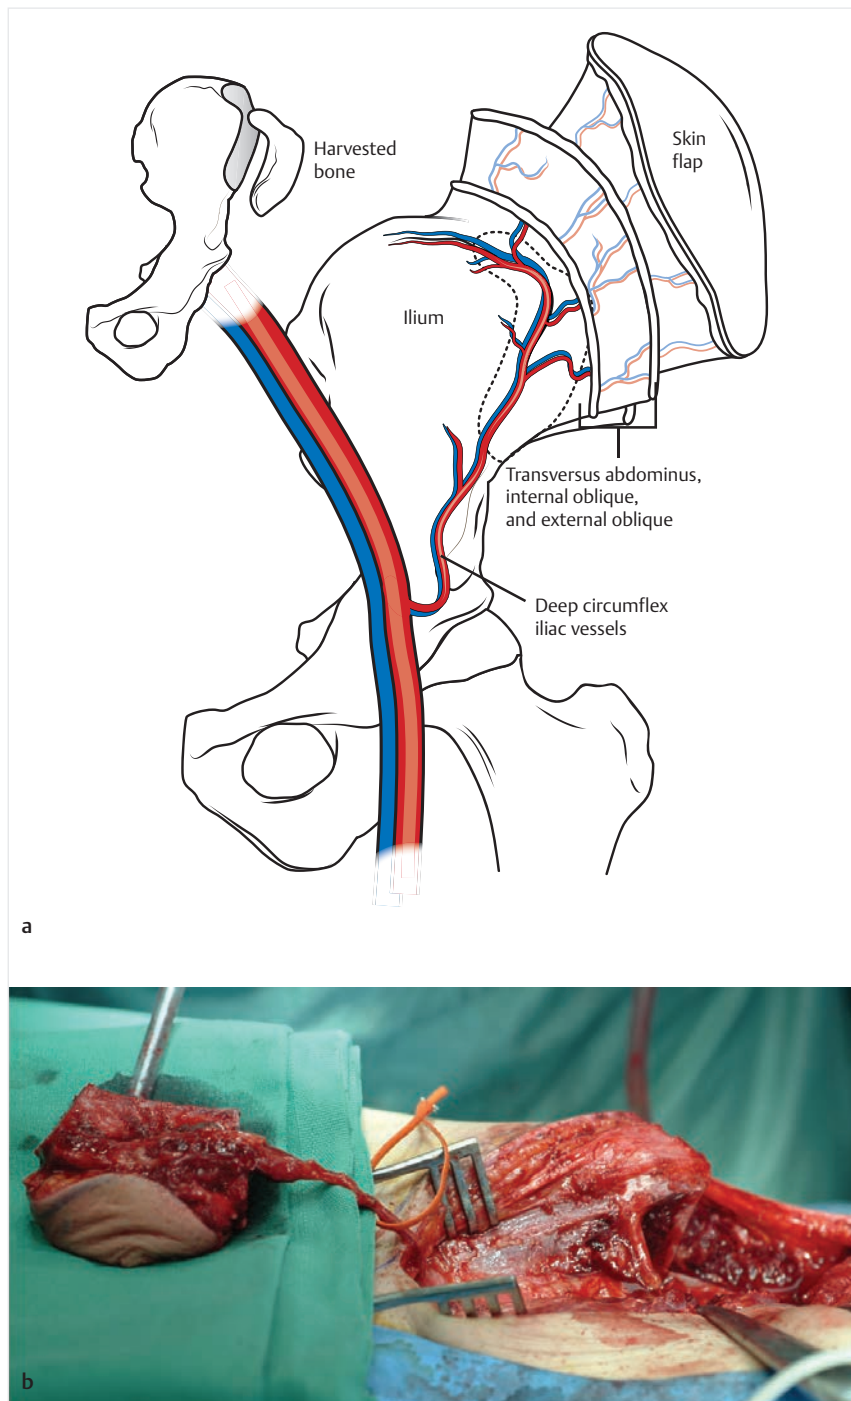 Harvested
bone
Skin
flap
Ilium
Transversus abdominus,
internal oblique,
and external oblique
Deep circumflex
iliac vessels
a
b